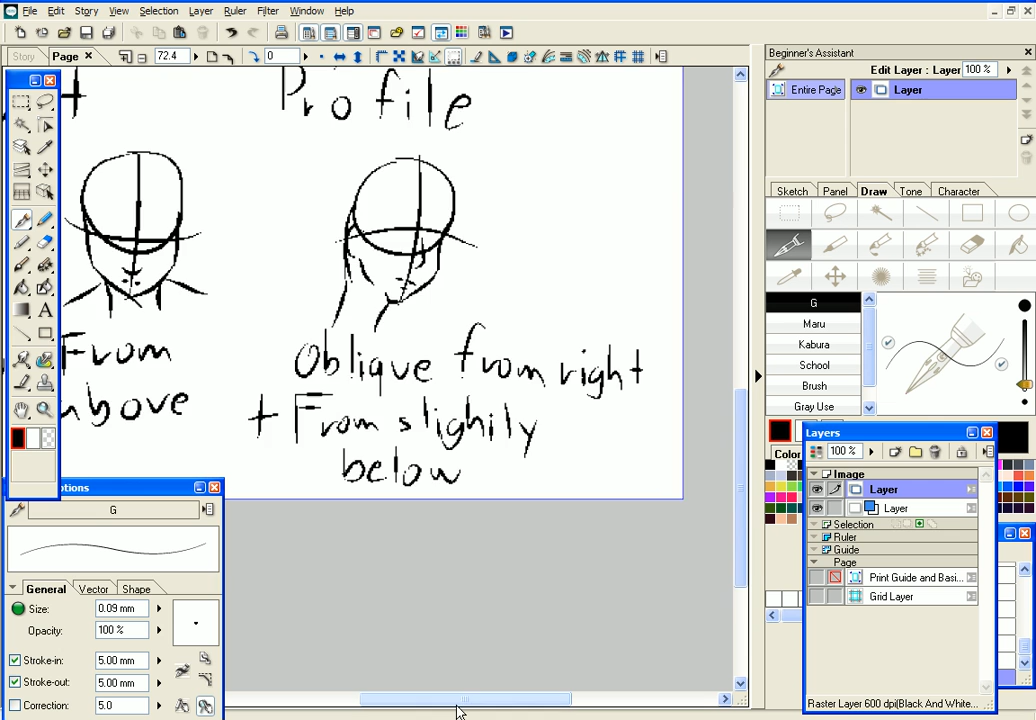 File Edit Story View Selection Layer Ruler Filter Window Help
Story Page 72.4 0
Beginner's Assistant
Edit Layer : Layer 100 %
Entire Page Layer
Profile
Sketch Panel Draw Tone Character
G
Maru
Kabura
School
Brush
Gray Use
From
above
Oblique from right
+ From slighily
below
Layers
100 %
Image
Layer
Layer
Selection
Ruler
Guide
Page
Print Guide and Basi...
Grid Layer
Raster Layer 600 dpi(Black And White...
ptions
G
General Vector Shape
Size: 0.09 mm
Opacity: 100 %
Stroke-in: 5.00 mm
Stroke-out: 5.00 mm
Correction: 5.0